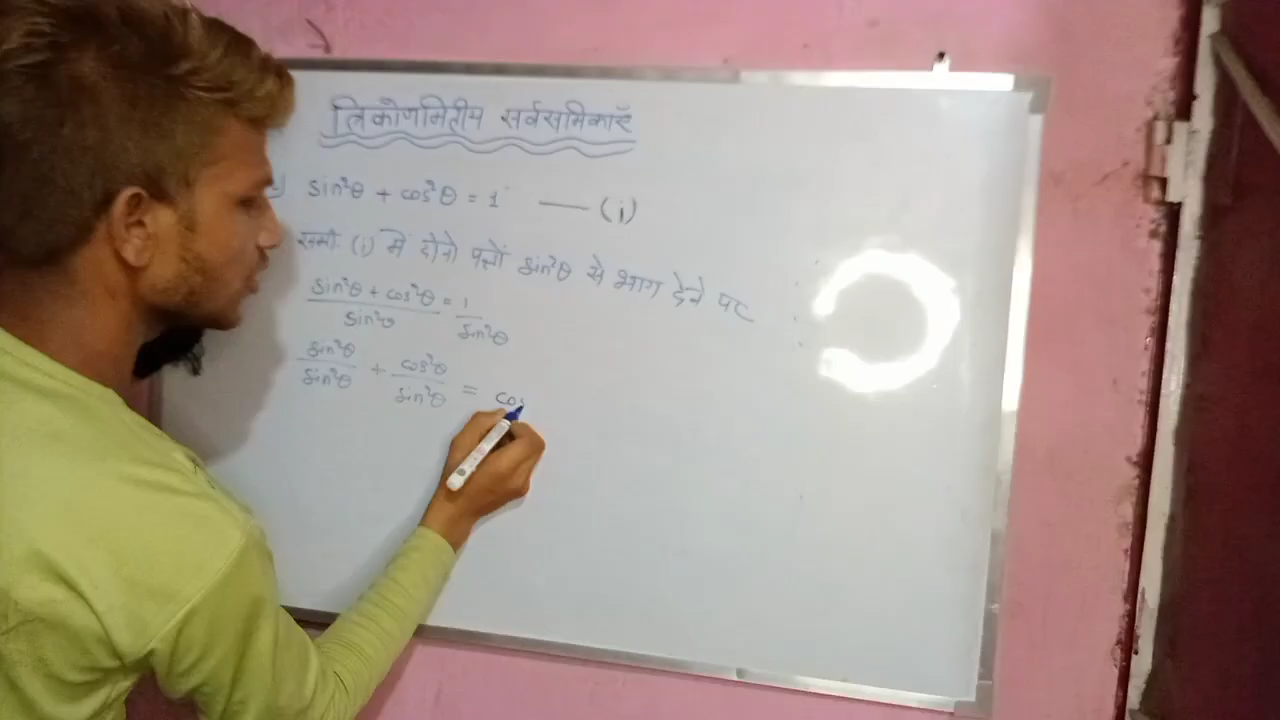 त्रिकोणमितीय सर्वसमिकाएँ
sin²θ + cos²θ = 1 —— (i)
समी. (i) में दोनो पक्षों sin²θ से भाग देने पर
(sin²θ + cos²θ)/sin²θ = 1/sin²θ
sin²θ/sin²θ + cos²θ/sin²θ = cos